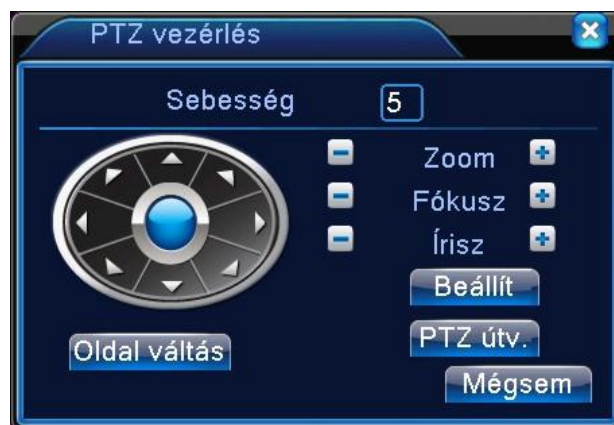 PTZ vezérlés
Sebesség 5
Zoom
Fókusz
Írisz
Beállít
Oldal váltás
PTZ útv.
Mégsem